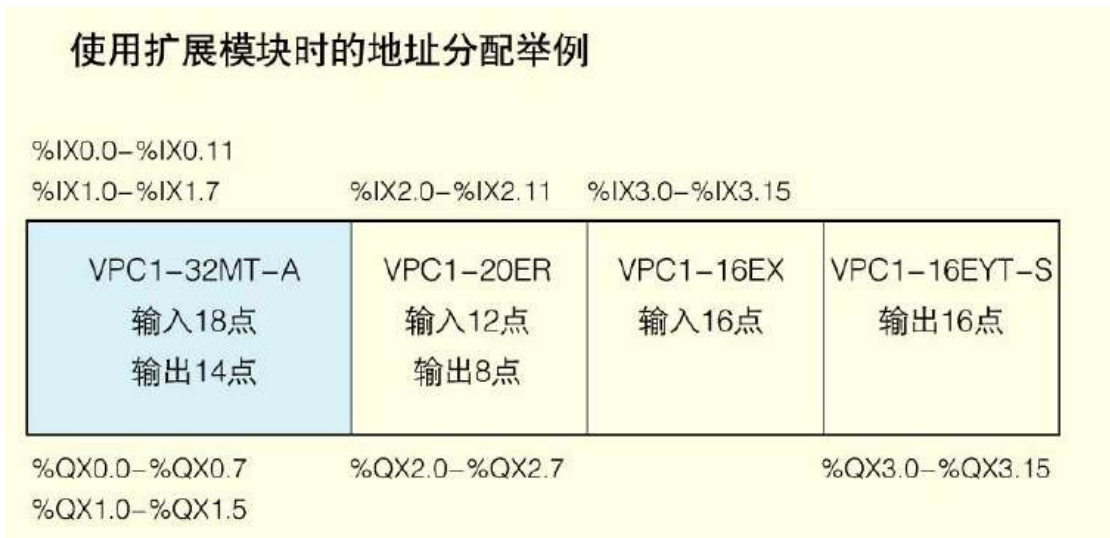 使用扩展模块时的地址分配举例
%IX0.0-%IX0.11
%IX1.0-%IX1.7
%IX2.0-%IX2.11
%IX3.0-%IX3.15
VPC1-32MT-A
输入18点
输出14点
VPC1-20ER
输入12点
输出8点
VPC1-16EX
输入16点
VPC1-16EYT-S
输出16点
%QX0.0-%QX0.7
%QX1.0-%QX1.5
%QX2.0-%QX2.7
%QX3.0-%QX3.15